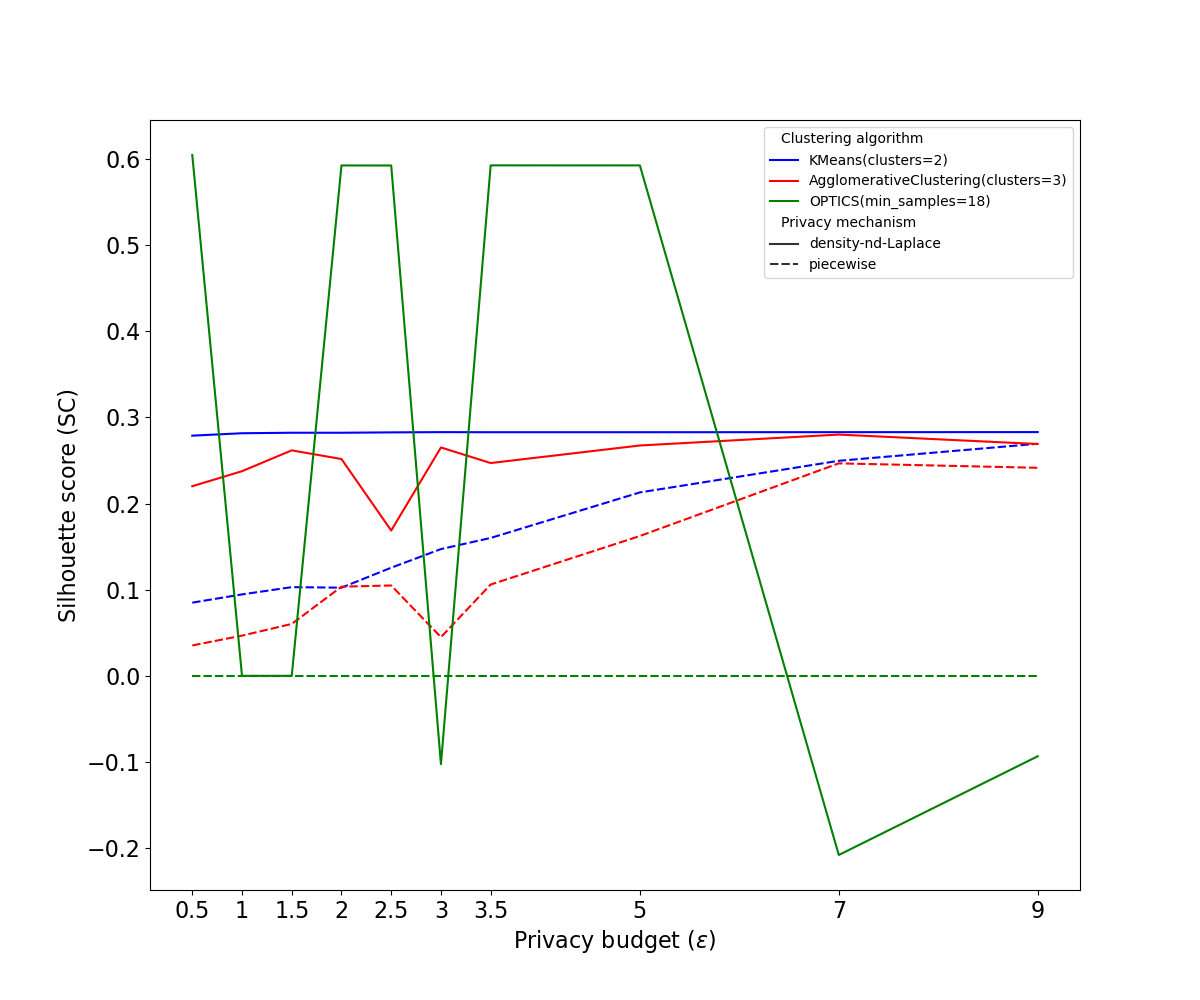 Clustering algorithm
KMeans(clusters=2)
AgglomerativeClustering(clusters=3)
OPTICS(min_samples=18)
Privacy mechanism
density-nd-Laplace
piecewise
Silhouette score (SC)
0.6
0.5
0.4
0.3
0.2
0.1
0.0
−0.1
−0.2
0.5 1 1.5 2 2.5 3 3.5 5 7 9
Privacy budget (ε)